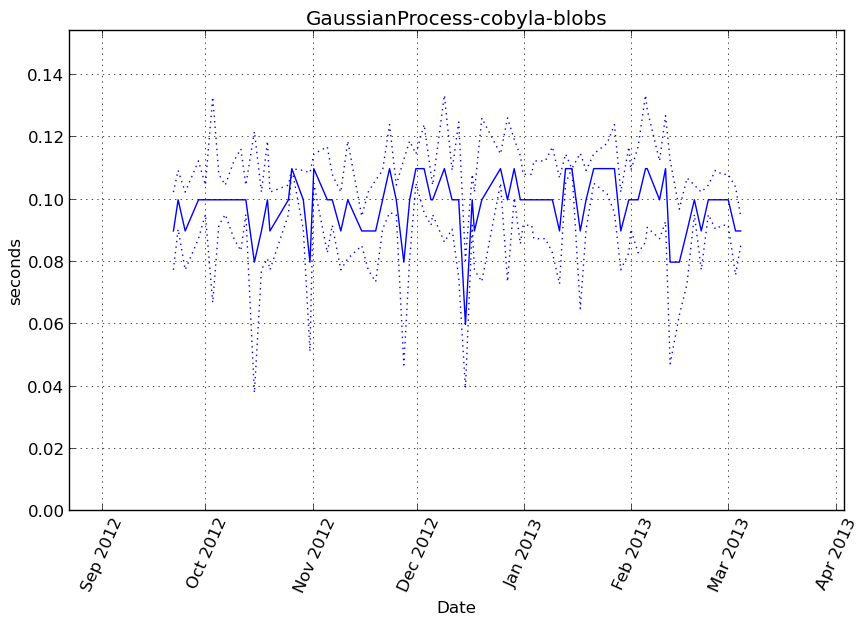 GaussianProcess-cobyla-blobs
0.14
0.12
0.10
0.08
0.06
0.04
0.02
0.00
seconds
Sep 2012
Oct 2012
Nov 2012
Dec 2012
Jan 2013
Feb 2013
Mar 2013
Apr 2013
Date